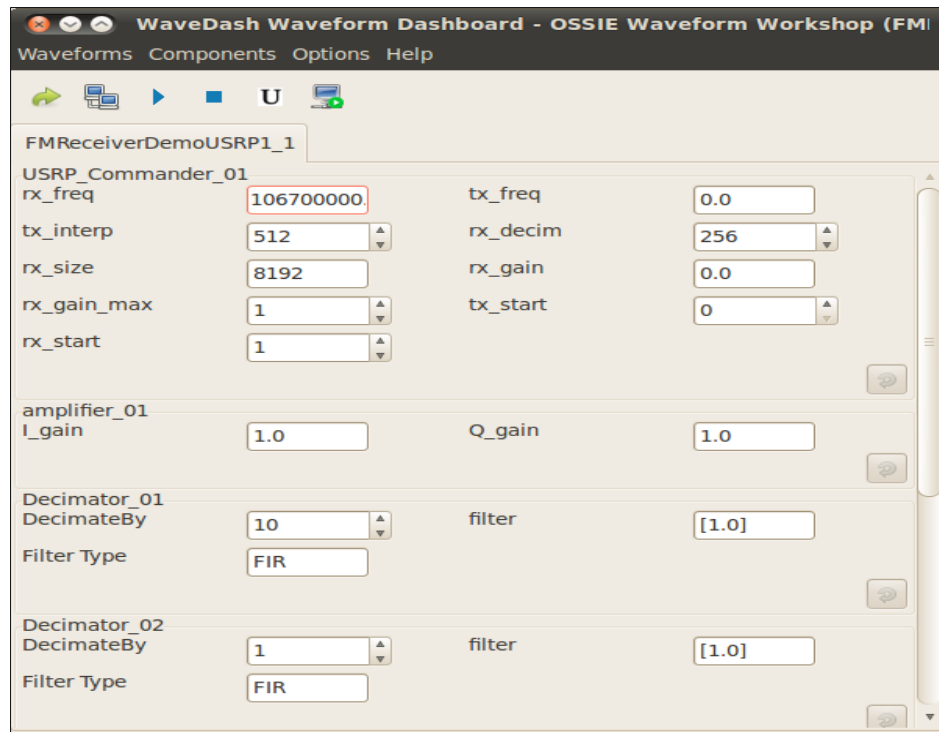 WaveDash Waveform Dashboard - OSSIE Waveform Workshop (FM
Waveforms Components Options Help
U
FMReceiverDemoUSRP1_1
USRP_Commander_01
rx_freq 106700000. tx_freq 0.0
tx_interp 512 rx_decim 256
rx_size 8192 rx_gain 0.0
rx_gain_max 1 tx_start 0
rx_start 1
amplifier_01
I_gain 1.0 Q_gain 1.0
Decimator_01
DecimateBy 10 filter [1.0]
Filter Type FIR
Decimator_02
DecimateBy 1 filter [1.0]
Filter Type FIR